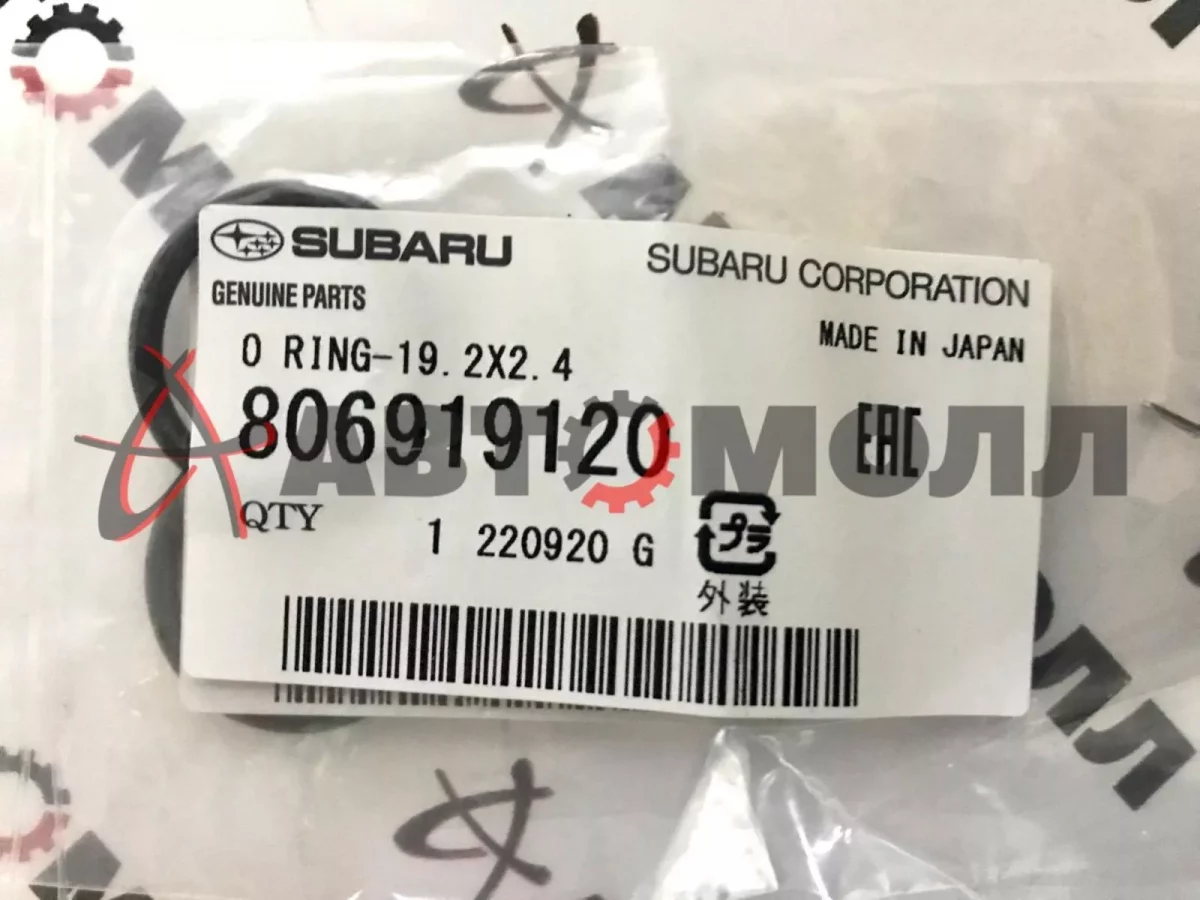 SUBARU
SUBARU CORPORATION
GENUINE PARTS
MADE IN JAPAN
O RING-19.2X2.4
806919120
EAC
АВТОМОЛЛ
QTY 1 220920 G
プラ
外装
МОЛЛ